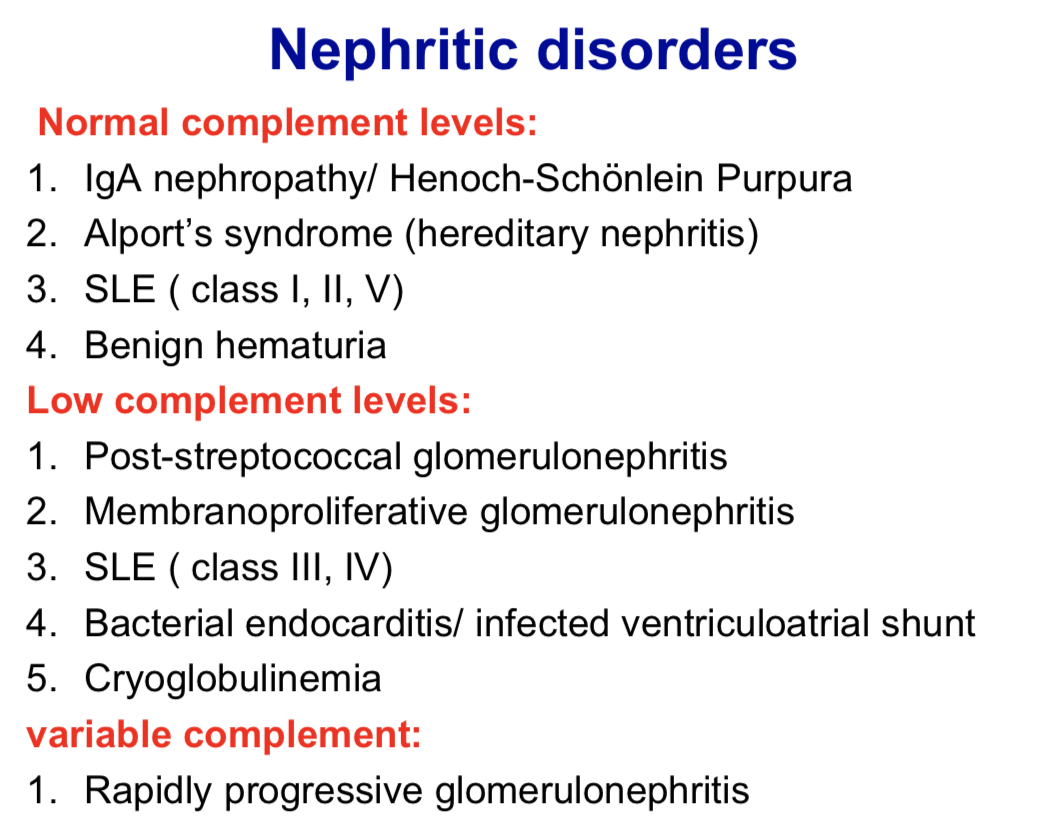 Nephritic disorders
Normal complement levels:
1. IgA nephropathy/ Henoch-Schönlein Purpura
2. Alport’s syndrome (hereditary nephritis)
3. SLE ( class I, II, V)
4. Benign hematuria
Low complement levels:
1. Post-streptococcal glomerulonephritis
2. Membranoproliferative glomerulonephritis
3. SLE ( class III, IV)
4. Bacterial endocarditis/ infected ventriculoatrial shunt
5. Cryoglobulinemia
variable complement:
1. Rapidly progressive glomerulonephritis